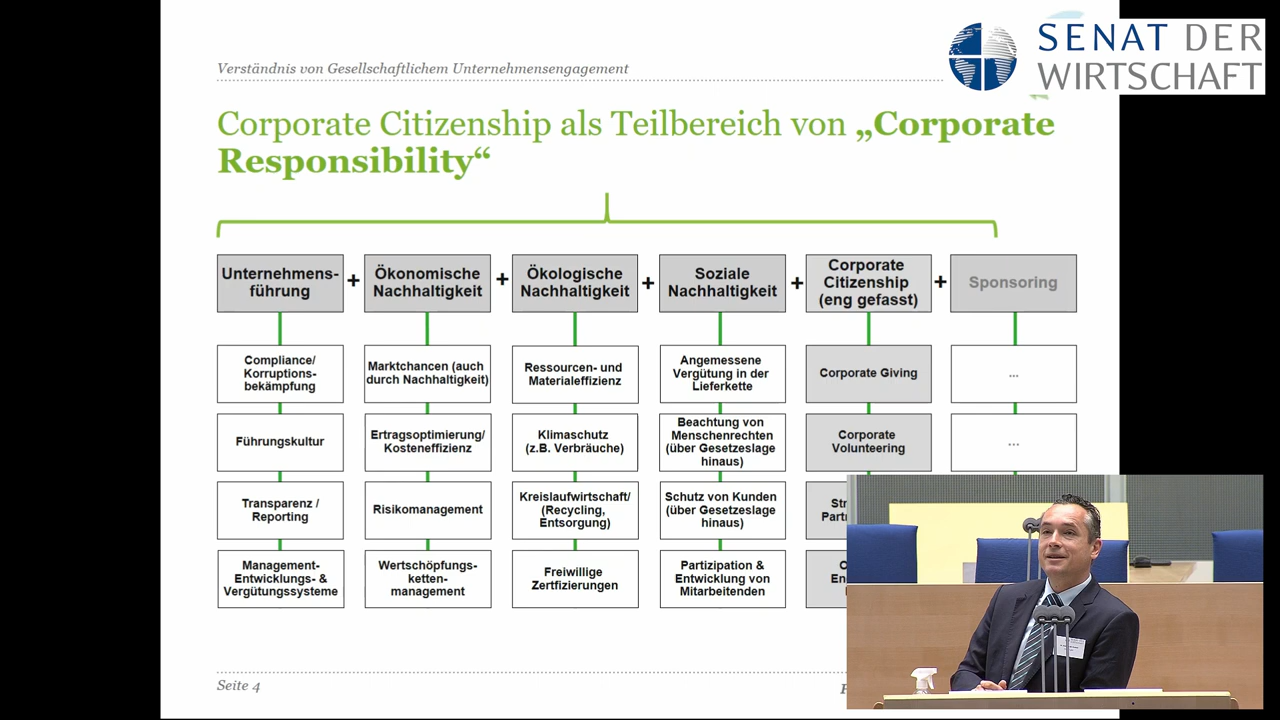 SENAT DER
WIRTSCHAFT
Verständnis von Gesellschaftlichem Unternehmensengagement
Corporate Citizenship als Teilbereich von „Corporate
Responsibility“
Unternehmens-
führung
+
Ökonomische
Nachhaltigkeit
+
Ökologische
Nachhaltigkeit
+
Soziale
Nachhaltigkeit
+
Corporate
Citizenship
(eng gefasst)
+
Sponsoring
Compliance/
Korruptions-
bekämpfung
Marktchancen (auch
durch Nachhaltigkeit)
Ressourcen- und
Materialeffizienz
Angemessene
Vergütung in der
Lieferkette
Corporate Giving
...
Führungskultur
Ertragsoptimierung/
Kosteneffizienz
Klimaschutz
(z.B. Verbräuche)
Beachtung von
Menschenrechten
(über Gesetzeslage
hinaus)
Corporate
Volunteering
...
Transparenz /
Reporting
Risikomanagement
Kreislaufwirtschaft/
(Recycling,
Entsorgung)
Schutz von Kunden
(über Gesetzeslage
hinaus)
Management-
Entwicklungs- &
Vergütungssysteme
Wertschöpfungs-
ketten-
management
Freiwillige
Zertfizierungen
Partizipation &
Entwicklung von
Mitarbeitenden
Seite 4